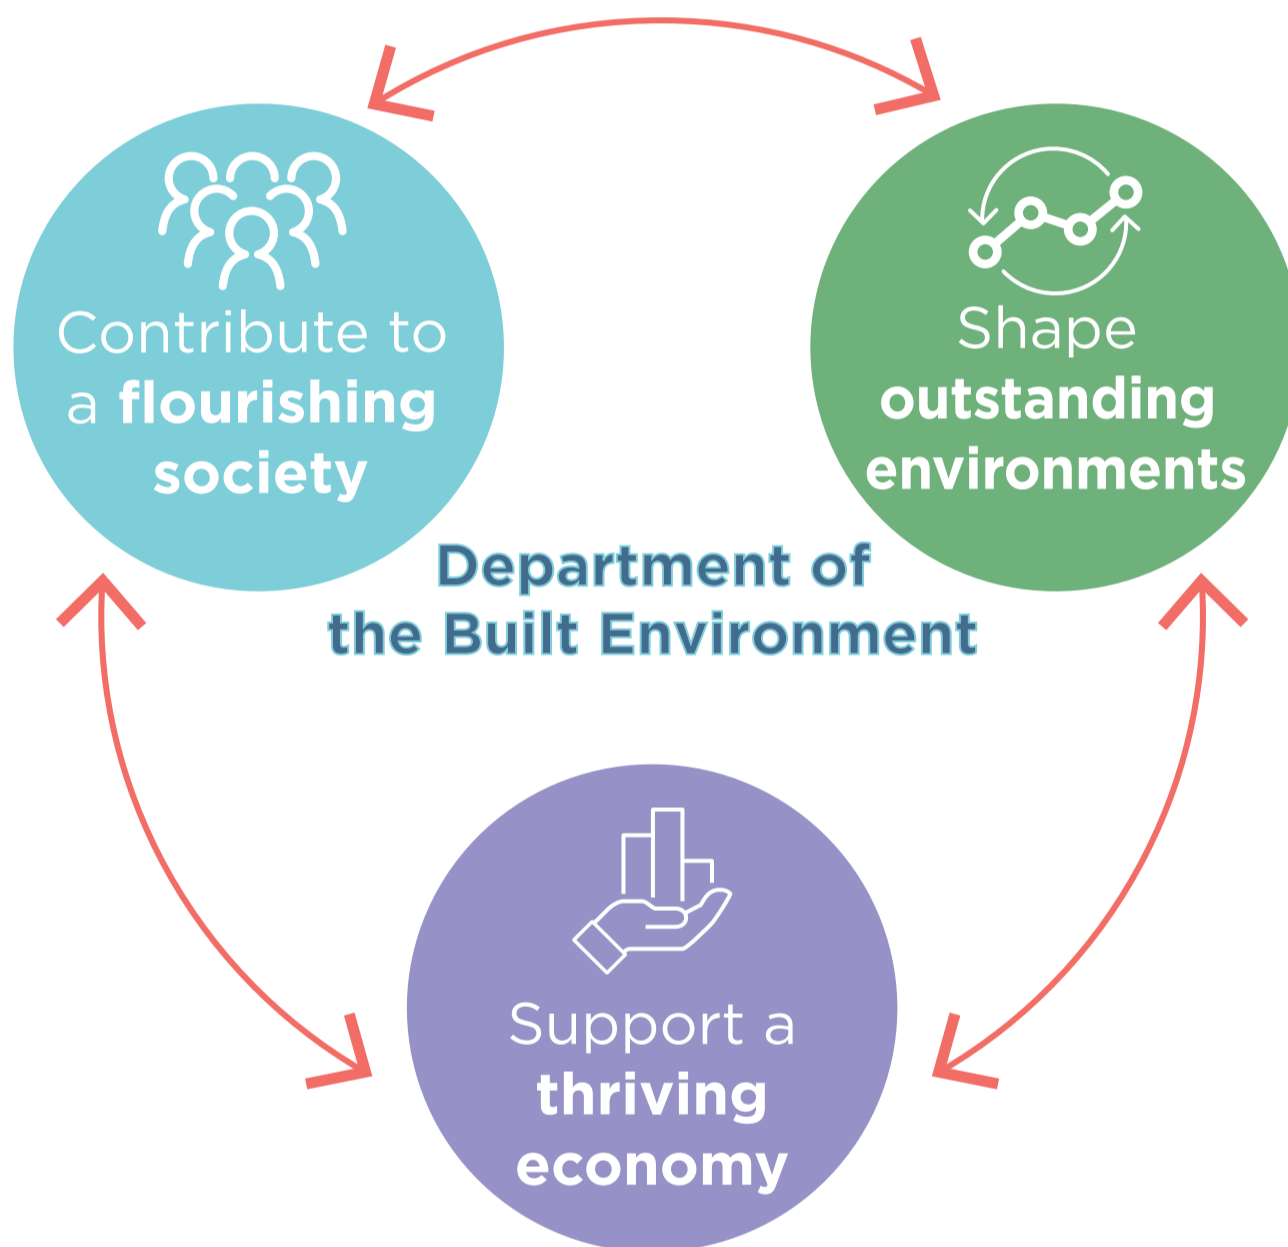 Contribute to
a flourishing
society
Shape
outstanding
environments
Department of
the Built Environment
Support a
thriving
economy